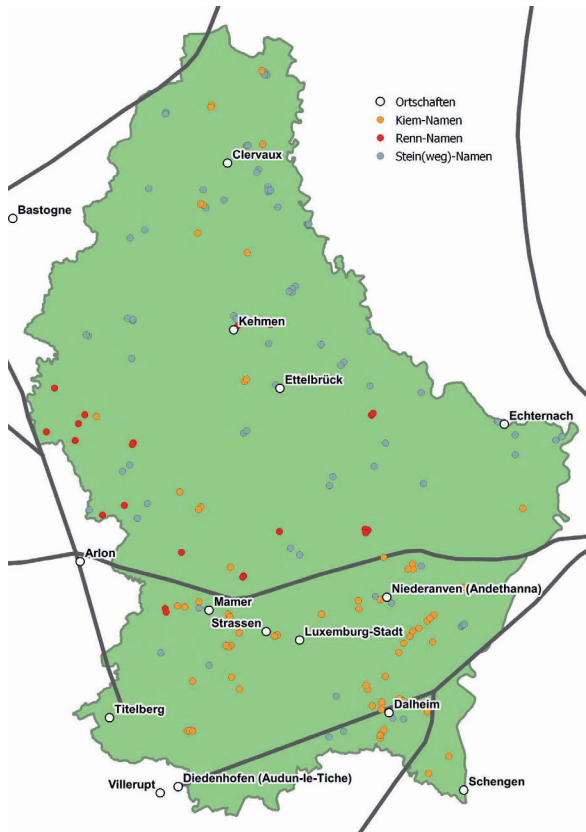 Ortschaften
Kiem-Namen
Renn-Namen
Stein(weg)-Namen
Clervaux
Bastogne
Kehmen
Ettelbrück
Echternach
Arlon
Niederanven (Andethanna)
Mamer
Strassen
Luxemburg-Stadt
Titelberg
Dalheim
Diedenhofen (Audun-le-Tiche)
Villerupt
Schengen